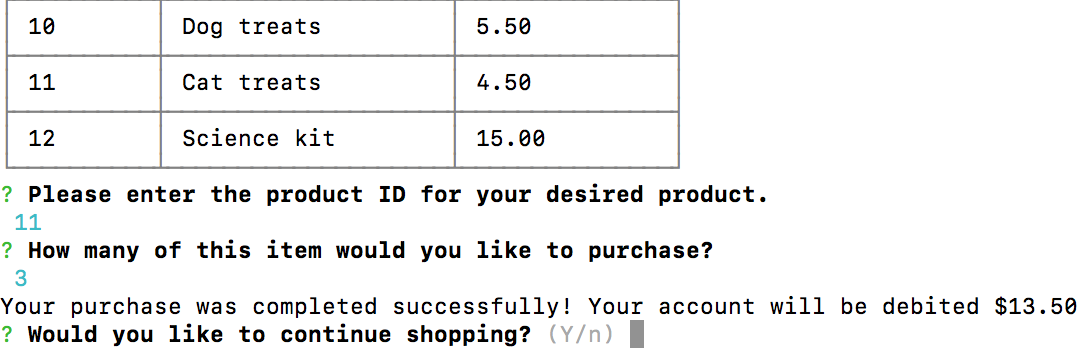 10 Dog treats 5.50
11 Cat treats 4.50
12 Science kit 15.00
? Please enter the product ID for your desired product.
11
? How many of this item would you like to purchase?
3
Your purchase was completed successfully! Your account will be debited $13.50
? Would you like to continue shopping? (Y/n)